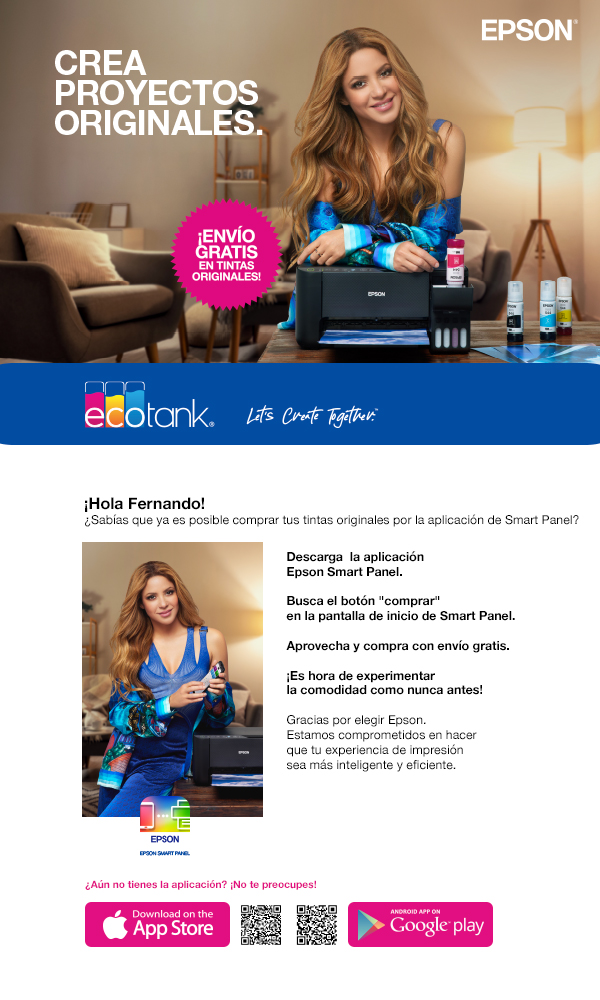 EPSON
CREA
PROYECTOS
ORIGINALES.
¡ENVÍO
GRATIS
EN TINTAS
ORIGINALES!
EPSON
ecotank®
Let's Create Together.™
¡Hola Fernando!
¿Sabías que ya es posible comprar tus tintas originales por la aplicación de Smart Panel?
Descarga la aplicación
Epson Smart Panel.
Busca el botón "comprar"
en la pantalla de inicio de Smart Panel.
Aprovecha y compra con envío gratis.
¡Es hora de experimentar
la comodidad como nunca antes!
Gracias por elegir Epson.
Estamos comprometidos en hacer
que tu experiencia de impresión
sea más inteligente y eficiente.
EPSON
EPSON
EPSON SMART PANEL
¿Aún no tienes la aplicación? ¡No te preocupes!
Download on the
App Store
ANDROID APP ON
Google play